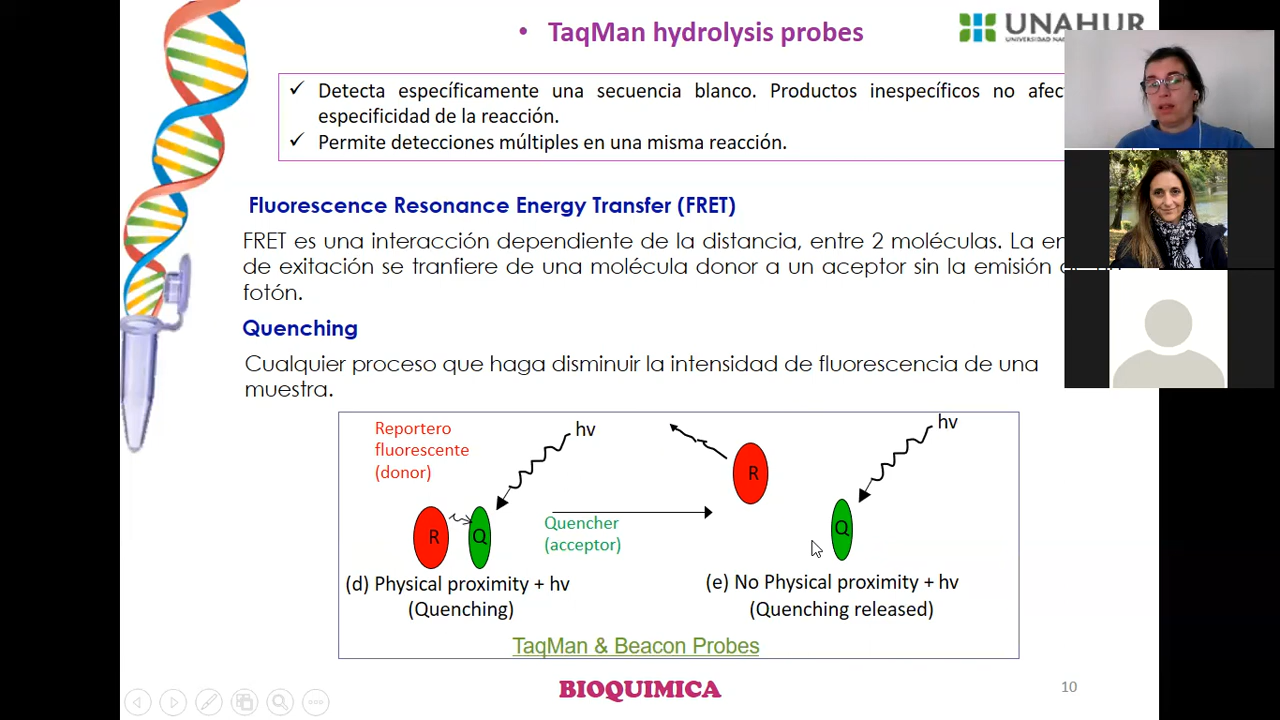 • TaqMan hydrolysis probes
UNAHUR
✓ Detecta específicamente una secuencia blanco. Productos inespecíficos no afec
especificidad de la reacción.
✓ Permite detecciones múltiples en una misma reacción.
Fluorescence Resonance Energy Transfer (FRET)
FRET es una interacción dependiente de la distancia, entre 2 moléculas. La en
de exitación se tranfiere de una molécula donor a un aceptor sin la emisión
fotón.
Quenching
Cualquier proceso que haga disminuir la intensidad de fluorescencia de una
muestra.
Reportero
fluorescente
(donor)
hv
hv
R
R
Q
Quencher
(acceptor)
Q
(d) Physical proximity + hv
(Quenching)
(e) No Physical proximity + hv
(Quenching released)
TaqMan & Beacon Probes
BIOQUIMICA
10